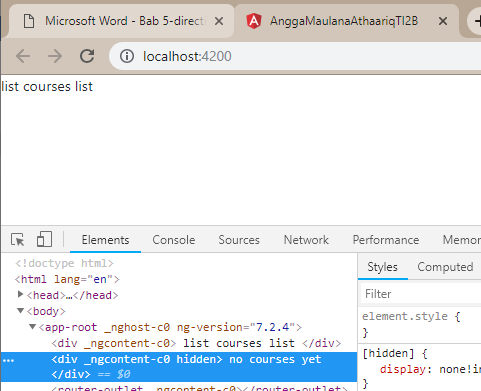 Microsoft Word - Bab 5-directi
AnggaMaulanaAthaariqTI2B
localhost:4200
list courses list
Elements Console Sources Network Performance Memor
<!doctype html>
<html lang="en">
<head>…</head>
<body>
<app-root _nghost-c0 ng-version="7.2.4">
<div _ngcontent-c0> list courses list </div>
<div _ngcontent-c0 hidden> no courses yet
</div> == $0
<router-outlet _ngcontent-c0></router-outlet>
Styles Computed
Filter
element.style {
}
[hidden] {
display: none!im